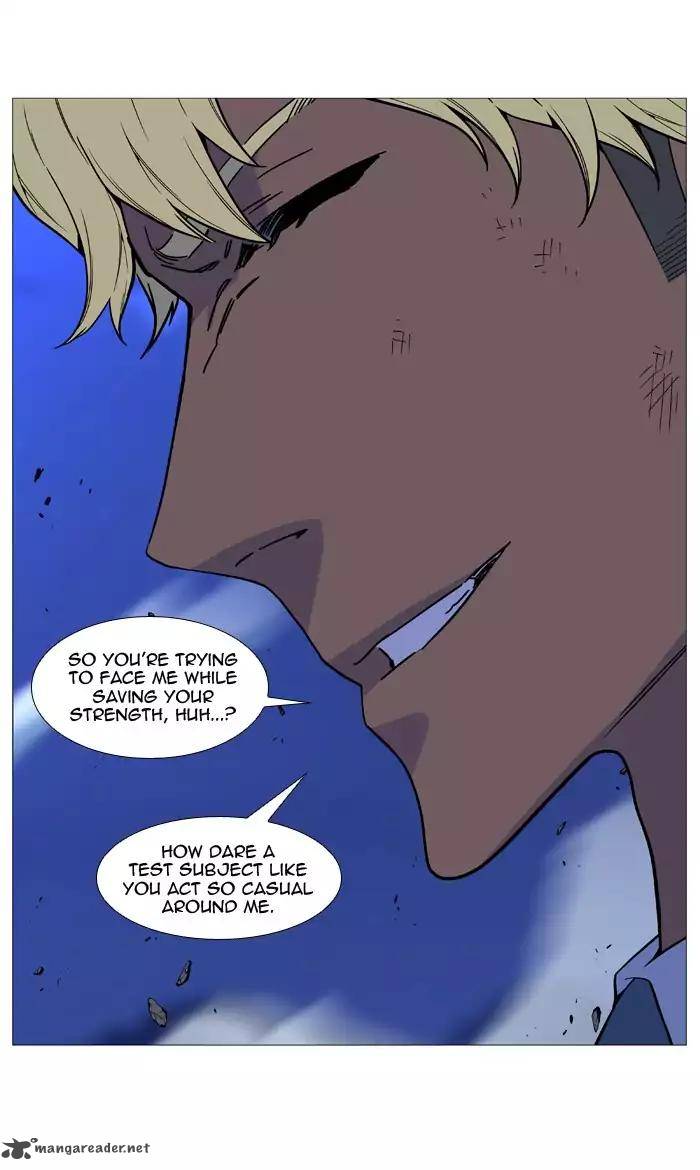 SO YOU'RE TRYING
TO FACE ME WHILE
SAVING YOUR
STRENGTH, HUH...?
HOW DARE A
TEST SUBJECT LIKE
YOU ACT SO CASUAL
AROUND ME.
mangareader.net